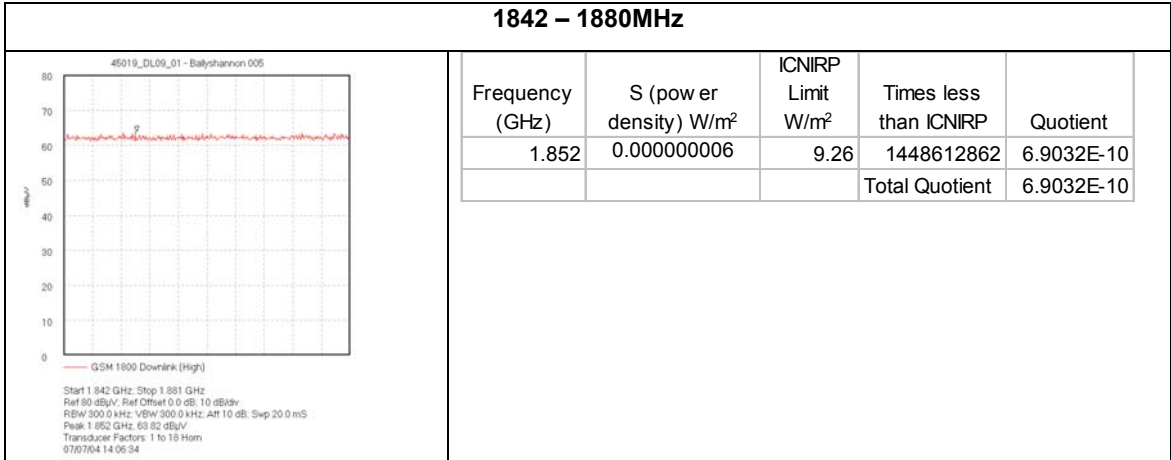 1842 – 1880MHz
45019_DL09_01 - Ballyshannon 005
80
70
60
50
40
30
20
10
0
dBµV
GSM 1800 Downlink (High)
Start 1.842 GHz; Stop 1.881 GHz
Ref 80 dBµV; Ref Offset 0.0 dB; 10 dB/div
RBW 300.0 kHz; VBW 300.0 kHz; Att 10 dB; Swp 20.0 mS
Peak 1.852 GHz, 63.82 dBµV
Transducer Factors: 1 to 18 Horn
07/07/04 14:06:34
Frequency (GHz) S (pow er density) W/m² ICNIRP Limit W/m² Times less than ICNIRP Quotient
1.852 0.000000006 9.26 1448612862 6.9032E-10
Total Quotient 6.9032E-10